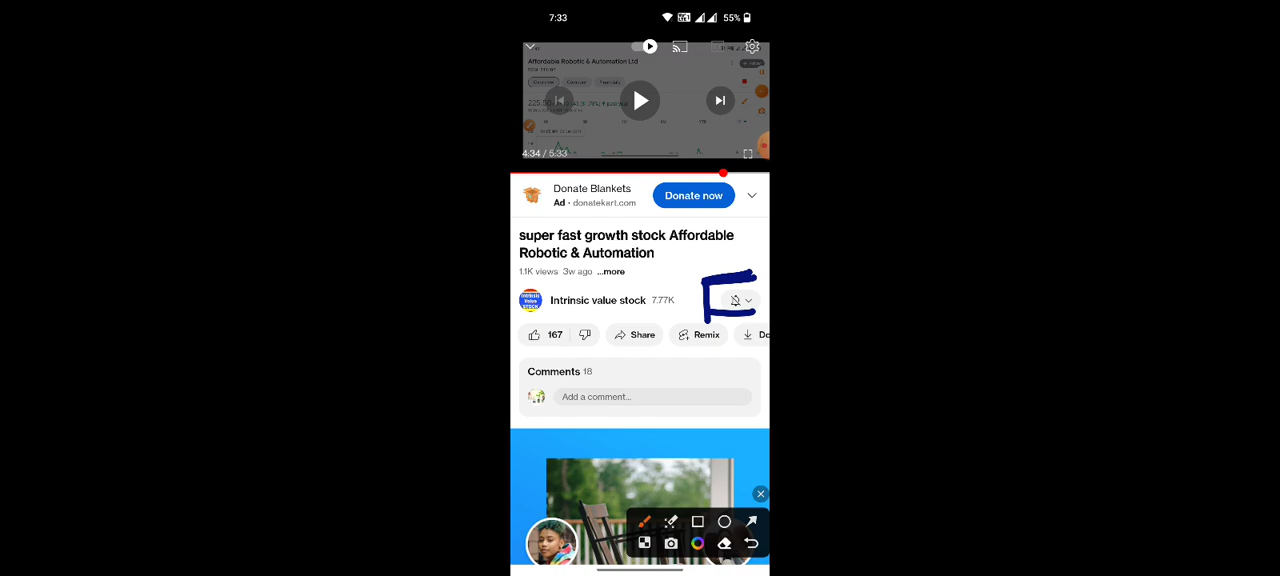 7:33
55%
Affordable Robotic & Automation Ltd
4:34 / 5:33
Donate Blankets
Ad · donatekart.com
Donate now
super fast growth stock Affordable
Robotic & Automation
1.1K views 3w ago ...more
Intrinsic value stock 7.77K
167
Share
Remix
Do
Comments 18
Add a comment...